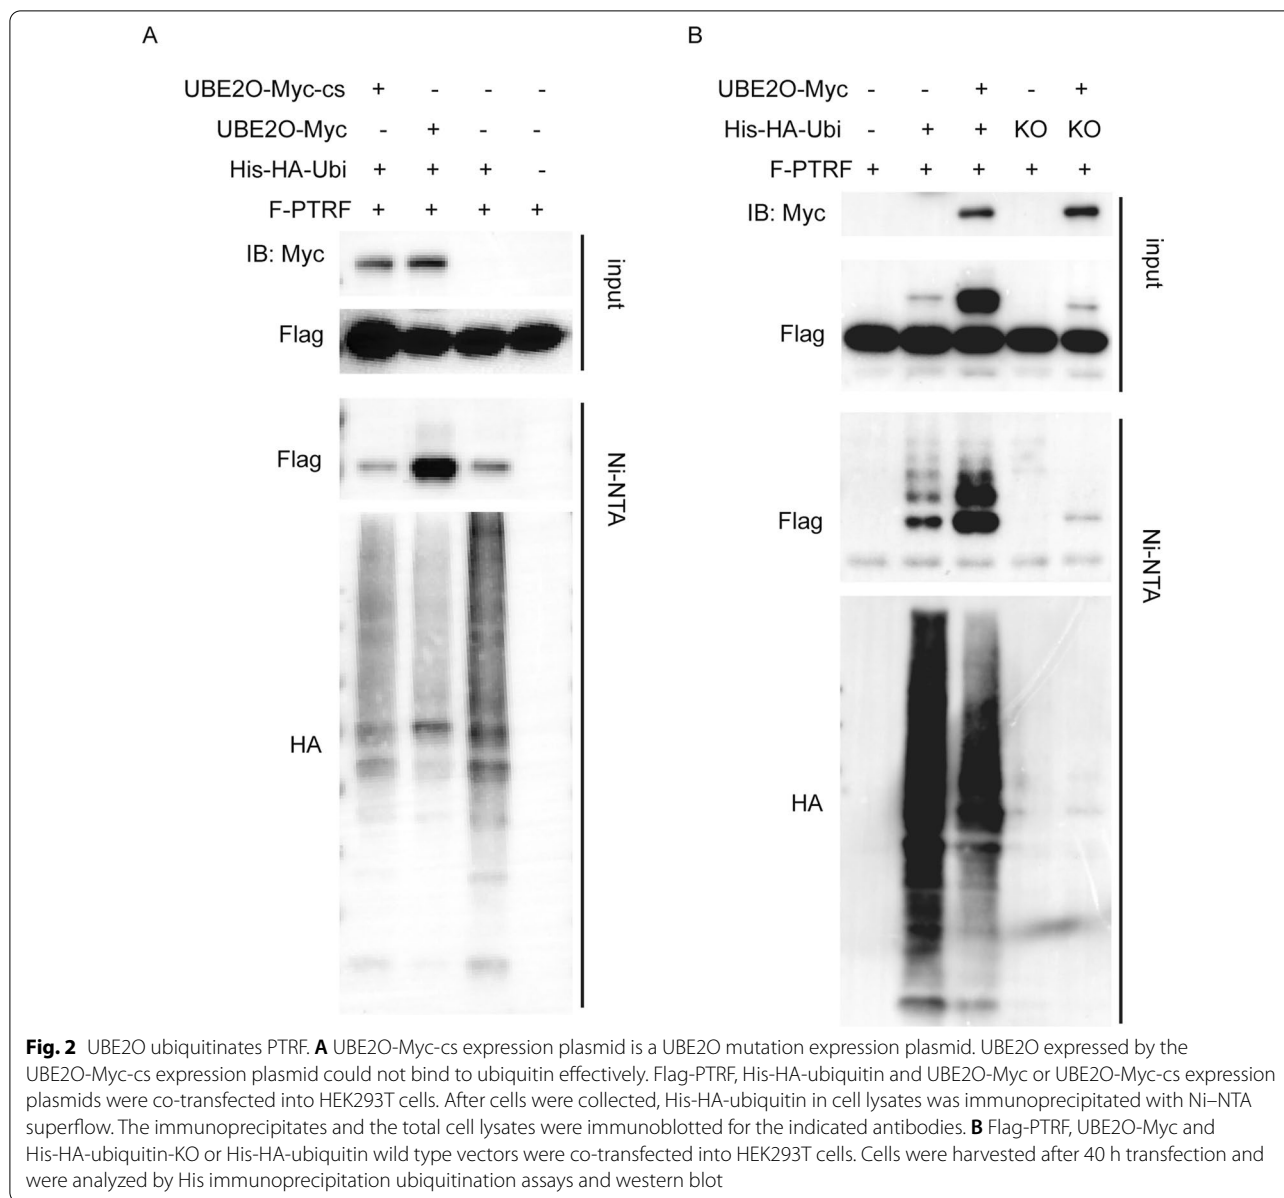 A
UBE2O-Myc-cs + - - -
UBE2O-Myc - + - -
His-HA-Ubi + + + -
F-PTRF + + + +
IB: Myc
Flag
input
Flag
HA
Ni-NTA
B
UBE2O-Myc - - + - +
His-HA-Ubi - + + KO KO
F-PTRF + + + + +
IB: Myc
Flag
input
Flag
HA
Ni-NTA
Fig. 2 UBE2O ubiquitinates PTRF. A UBE2O-Myc-cs expression plasmid is a UBE2O mutation expression plasmid. UBE2O expressed by the
UBE2O-Myc-cs expression plasmid could not bind to ubiquitin effectively. Flag-PTRF, His-HA-ubiquitin and UBE2O-Myc or UBE2O-Myc-cs expression
plasmids were co-transfected into HEK293T cells. After cells were collected, His-HA-ubiquitin in cell lysates was immunoprecipitated with Ni–NTA
superflow. The immunoprecipitates and the total cell lysates were immunoblotted for the indicated antibodies. B Flag-PTRF, UBE2O-Myc and
His-HA-ubiquitin-KO or His-HA-ubiquitin wild type vectors were co-transfected into HEK293T cells. Cells were harvested after 40 h transfection and
were analyzed by His immunoprecipitation ubiquitination assays and western blot